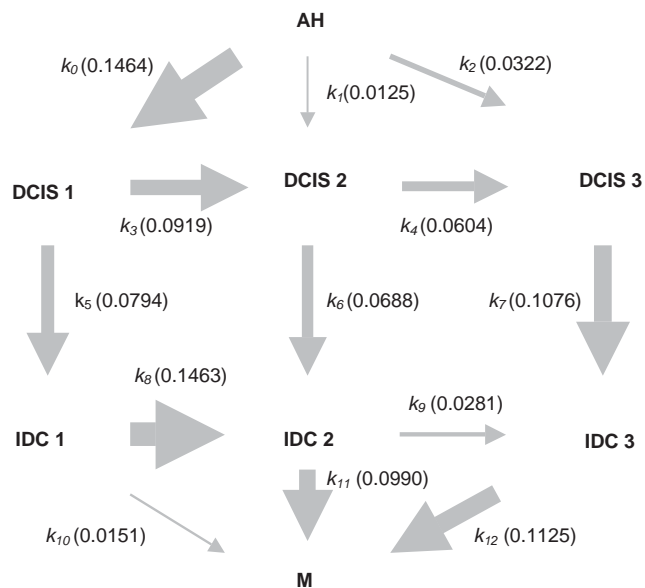 AH
k0(0.1464)
k2(0.0322)
k1(0.0125)
DCIS 1
DCIS 2
DCIS 3
k3(0.0919)
k4(0.0604)
k5(0.0794)
k6(0.0688)
k7(0.1076)
k8(0.1463)
k9 (0.0281)
IDC 1
IDC 2
IDC 3
k11(0.0990)
k10(0.0151)
k12(0.1125)
M